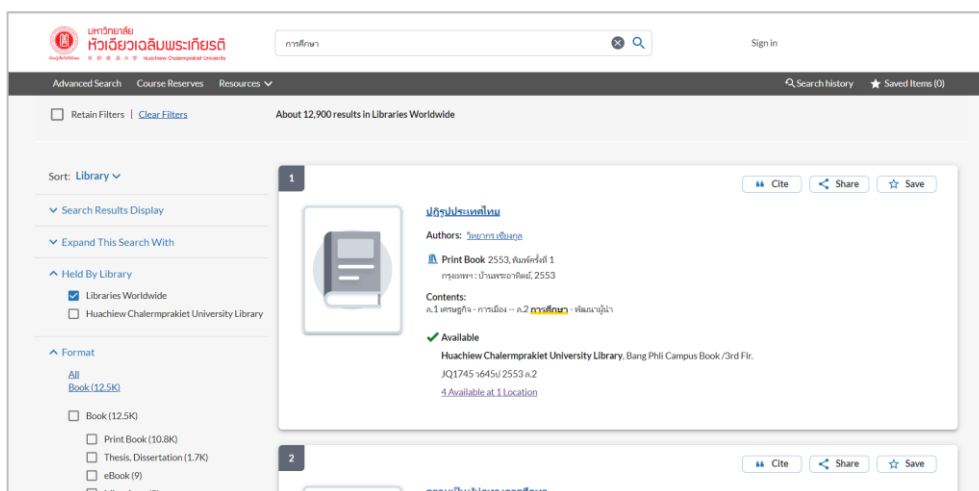 มหาวิทยาลัย
หัวเฉียวเฉลิมพระเกียรติ
Huachiew Chalermprakiet University
การศึกษา
Sign in
Advanced Search Course Reserves Resources
Search history Saved Items (0)
Retain Filters | Clear Filters
About 12,900 results in Libraries Worldwide
Sort: Library
Search Results Display
Expand This Search With
Held By Library
Libraries Worldwide
Huachiew Chalermprakiet University Library
Format
All
Book (12.5K)
Book (12.5K)
Print Book (10.8K)
Thesis, Dissertation (1.7K)
eBook (9)
1
Cite Share Save
ปฏิรูปประเทศไทย
Authors: วิทยากร เชียงกูล
Print Book 2553, พิมพ์ครั้งที่ 1
กรุงเทพฯ : บ้านพระอาทิตย์, 2553
Contents:
ล.1 เศรษฐกิจ - การเมือง -- ล.2 การศึกษา - พัฒนาผู้นำ
Available
Huachiew Chalermprakiet University Library, Bang Phli Campus Book /3rd Flr.
JQ1745 ว645ป 2553 ล.2
4 Available at 1 Location
2
Cite Share Save